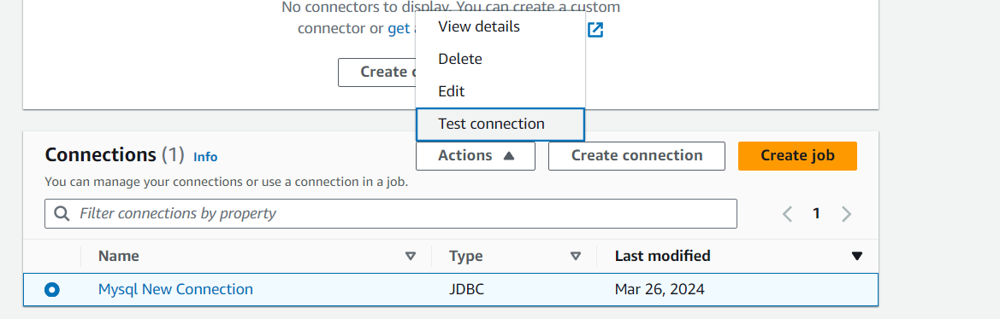 No connectors to display. You can create a custom
connector or get
View details
Delete
Edit
Test connection
Create
Connections (1) Info
Actions
Create connection
Create job
You can manage your connections or use a connection in a job.
Filter connections by property
1
Name
Type
Last modified
Mysql New Connection
JDBC
Mar 26, 2024